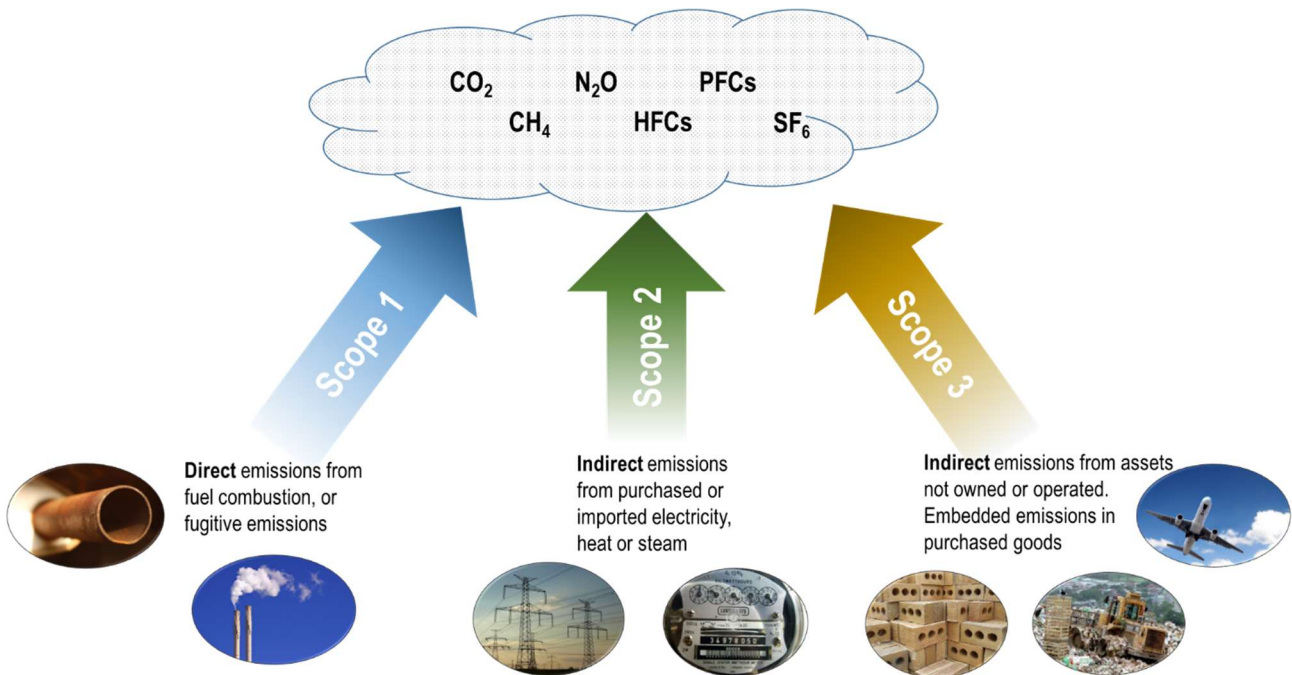 CO₂ N₂O PFCs
CH₄ HFCs SF₆
Scope 1
Scope 2
Scope 3
Direct emissions from
fuel combustion, or
fugitive emissions
Indirect emissions
from purchased or
imported electricity,
heat or steam
Indirect emissions from assets
not owned or operated.
Embedded emissions in
purchased goods